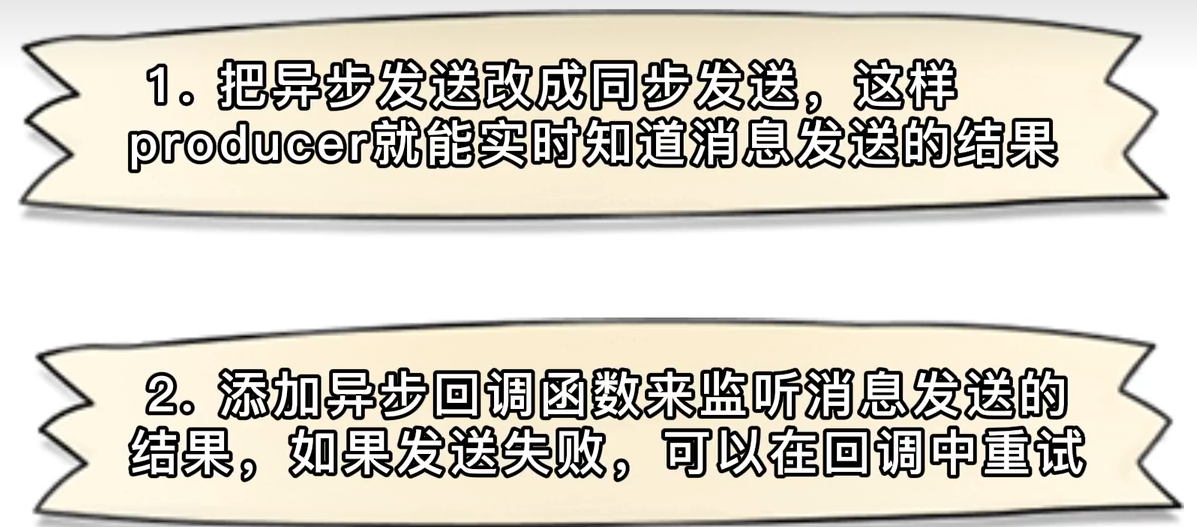 1. 把异步发送改成同步发送，这样
producer就能实时知道消息发送的结果
2. 添加异步回调函数来监听消息发送的
结果，如果发送失败，可以在回调中重试